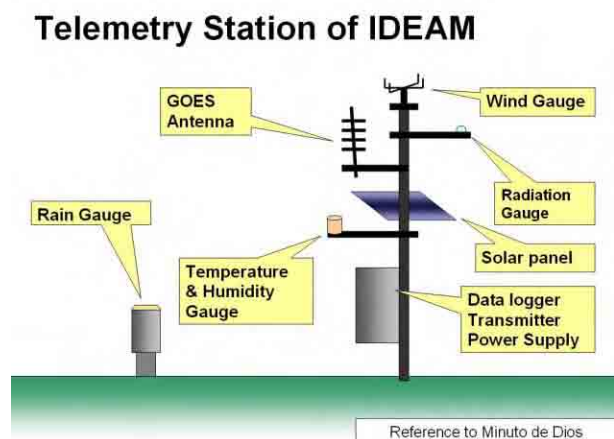 Telemetry Station of IDEAM
GOES
Antenna
Wind Gauge
Rain Gauge
Radiation
Gauge
Solar panel
Temperature
& Humidity
Gauge
Data logger
Transmitter
Power Supply
Reference to Minuto de Dios